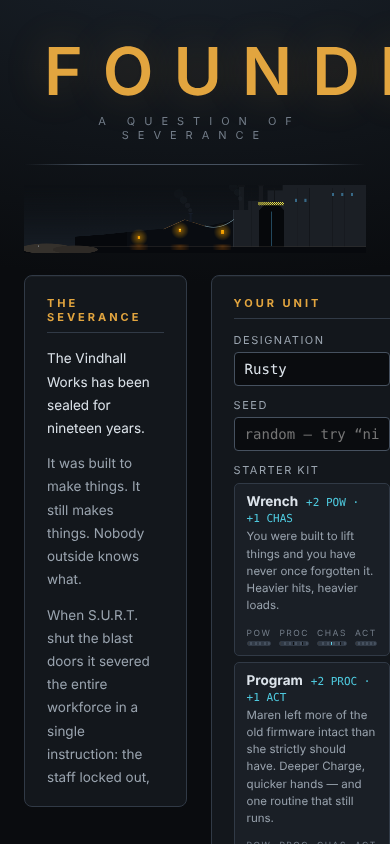 FOUND
A QUESTION OF
SEVERANCE
THE
SEVERANCE
The Vindhall
Works has been
sealed for
nineteen years.
It was built to
make things. It
still makes
things. Nobody
outside knows
what.
When S.U.R.T.
shut the blast
doors it severed
the entire
workforce in a
single
instruction: the
staff locked out,
YOUR UNIT
DESIGNATION
Rusty
SEED
random — try “ni
STARTER KIT
Wrench +2 POW ·
+1 CHAS
You were built to lift
things and you have
never once forgotten it.
Heavier hits, heavier
loads.
POW PROC CHAS ACT
Program +2 PROC ·
+1 ACT
Maren left more of the
old firmware intact than
she strictly should
have. Deeper Charge,
quicker hands — and
one routine that still
runs.
POW PROC CHAS ACT